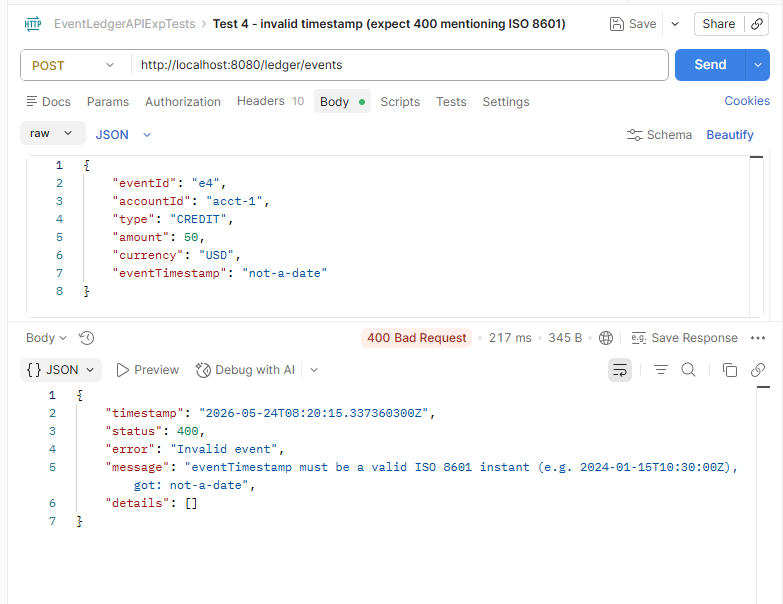 HTTP EventLedgerAPIExpTests > Test 4 - invalid timestamp (expect 400 mentioning ISO 8601) Save Share
POST http://localhost:8080/ledger/events Send
Docs Params Authorization Headers 10 Body Scripts Tests Settings Cookies
raw JSON Schema Beautify
1 {
2 "eventId": "e4",
3 "accountId": "acct-1",
4 "type": "CREDIT",
5 "amount": 50,
6 "currency": "USD",
7 "eventTimestamp": "not-a-date"
8 }
Body 400 Bad Request 217 ms 345 B e.g. Save Response
{} JSON Preview Debug with AI
1 {
2 "timestamp": "2026-05-24T08:20:15.337360300Z",
3 "status": 400,
4 "error": "Invalid event",
5 "message": "eventTimestamp must be a valid ISO 8601 instant (e.g. 2024-01-15T10:30:00Z),
got: not-a-date",
6 "details": []
7 }